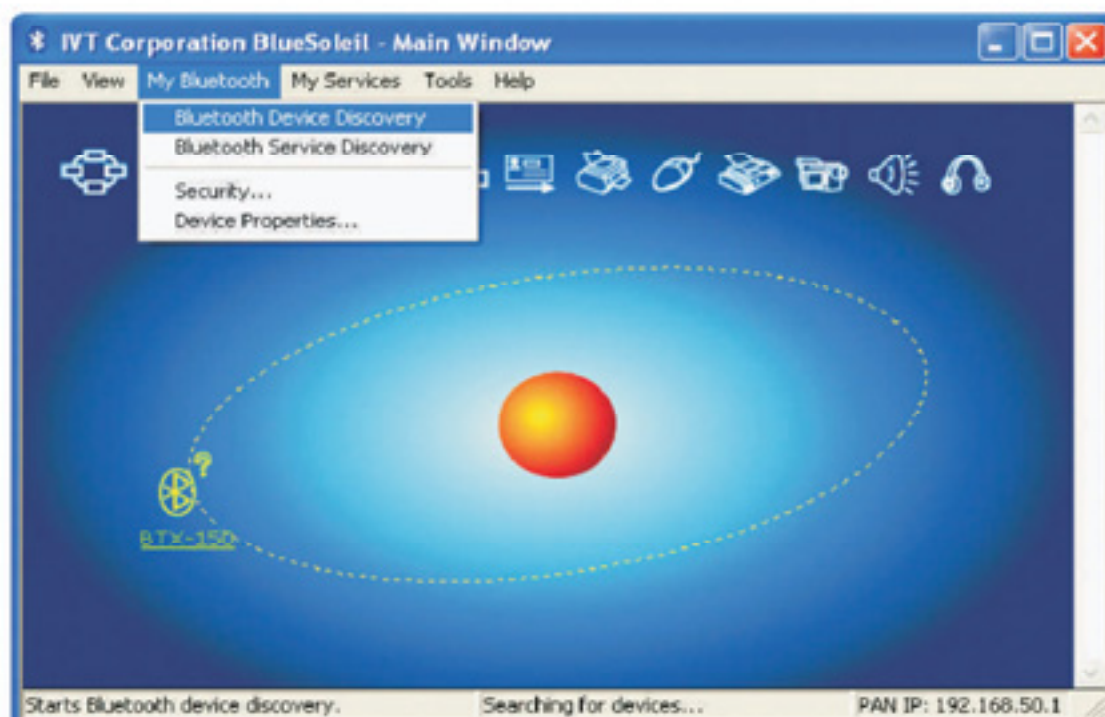 IVT Corporation BlueSoleil - Main Window
File View My Bluetooth My Services Tools Help
Bluetooth Device Discovery
Bluetooth Service Discovery
Security...
Device Properties...
?
BTX-150
Starts Bluetooth device discovery. Searching for devices... PAN IP: 192.168.50.1